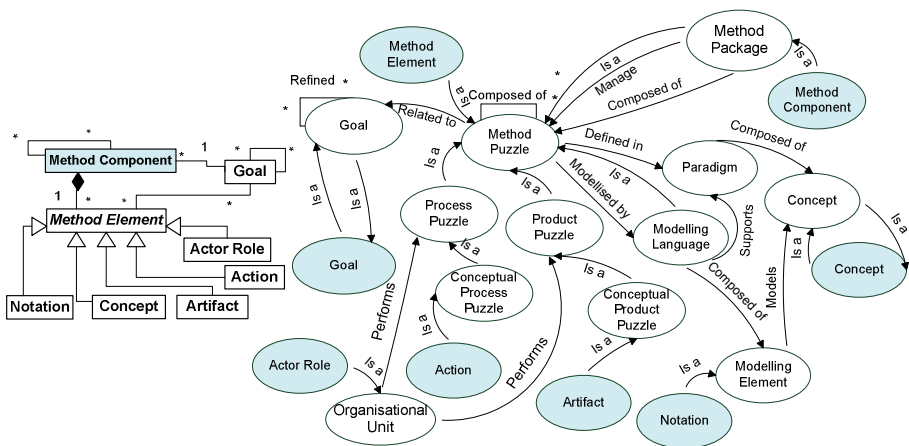 *
*
Method Component
*
1
*
*
Goal
1
*
*
*
Method Element
Actor Role
Action
Notation
Concept
Artifact
Method
Element
Refined
*
*
Goal
Related to
Is a
Composed of
*
*
Method
Puzzle
Is a
Manage
Composed of
Method
Package
Is a
Method
Component
Is a
Is a
Goal
Is a
Process
Puzzle
Is a
Conceptual
Process
Puzzle
Is a
Action
Performs
Actor Role
Is a
Organisational
Unit
Performs
Is a
Product
Puzzle
Is a
Conceptual
Product
Puzzle
Is a
Artifact
Defined in
Is a
Modellised by
Modelling
Language
Paradigm
Supports
Composed of
Concept
Is a
Is a
Concept
Composed of
Models
Modelling
Element
Is a
Notation